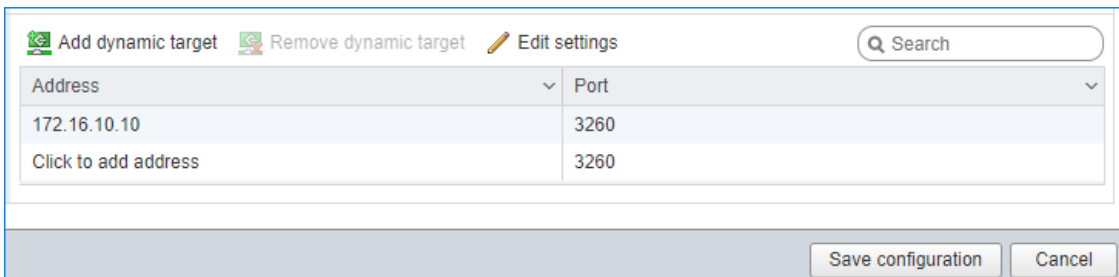 Add dynamic target Remove dynamic target Edit settings Search
Address Port
172.16.10.10 3260
Click to add address 3260
Save configuration Cancel